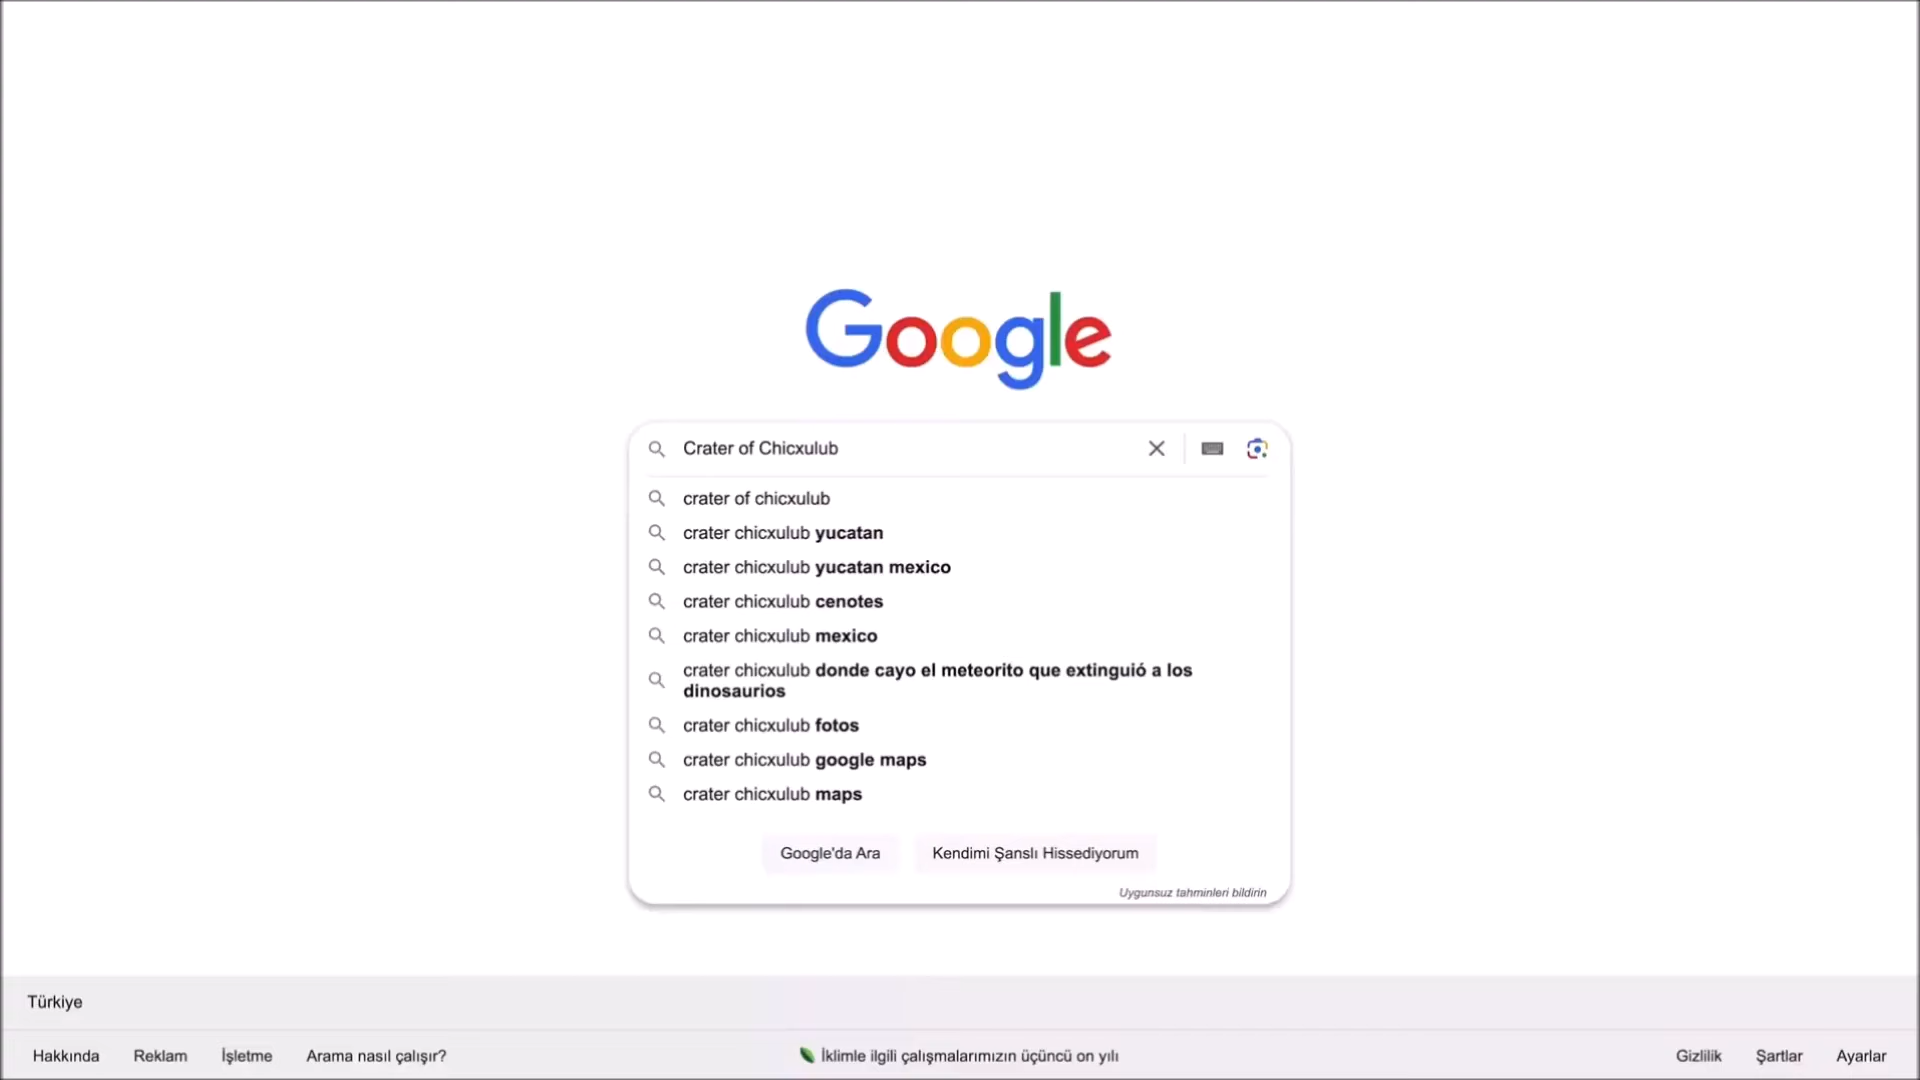 Google
Crater of Chicxulub
crater of chicxulub
crater chicxulub yucatan
crater chicxulub yucatan mexico
crater chicxulub cenotes
crater chicxulub mexico
crater chicxulub donde cayo el meteorito que extinguió a los
dinosaurios
crater chicxulub fotos
crater chicxulub google maps
crater chicxulub maps
Google'da Ara Kendimi Şanslı Hissediyorum
Uygunsuz tahminleri bildirin
Türkiye
Hakkında Reklam İşletme Arama nasıl çalışır? İklimle ilgili çalışmalarımızın üçüncü on yılı Gizlilik Şartlar Ayarlar